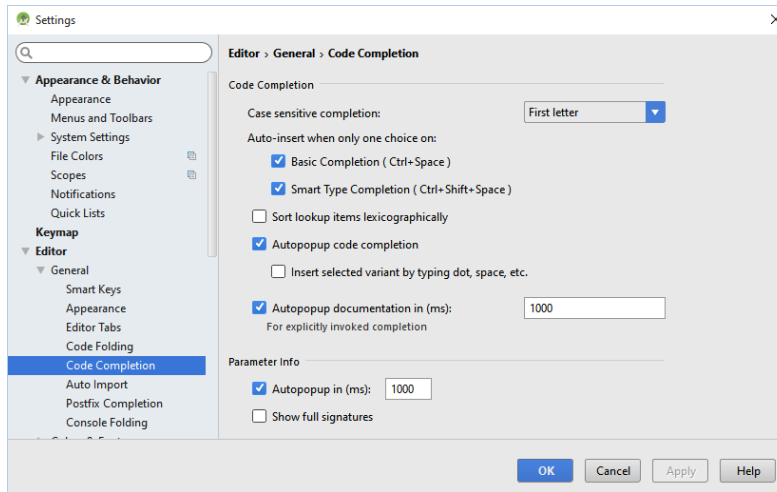 Settings
Appearance & Behavior
Appearance
Menus and Toolbars
System Settings
File Colors
Scopes
Notifications
Quick Lists
Keymap
Editor
General
Smart Keys
Appearance
Editor Tabs
Code Folding
Code Completion
Auto Import
Postfix Completion
Console Folding
Editor › General › Code Completion
Code Completion
Case sensitive completion: First letter
Auto-insert when only one choice on:
Basic Completion ( Ctrl+Space )
Smart Type Completion ( Ctrl+Shift+Space )
Sort lookup items lexicographically
Autopopup code completion
Insert selected variant by typing dot, space, etc.
Autopopup documentation in (ms): 1000
For explicitly invoked completion
Parameter Info
Autopopup in (ms): 1000
Show full signatures
OK Cancel Apply Help